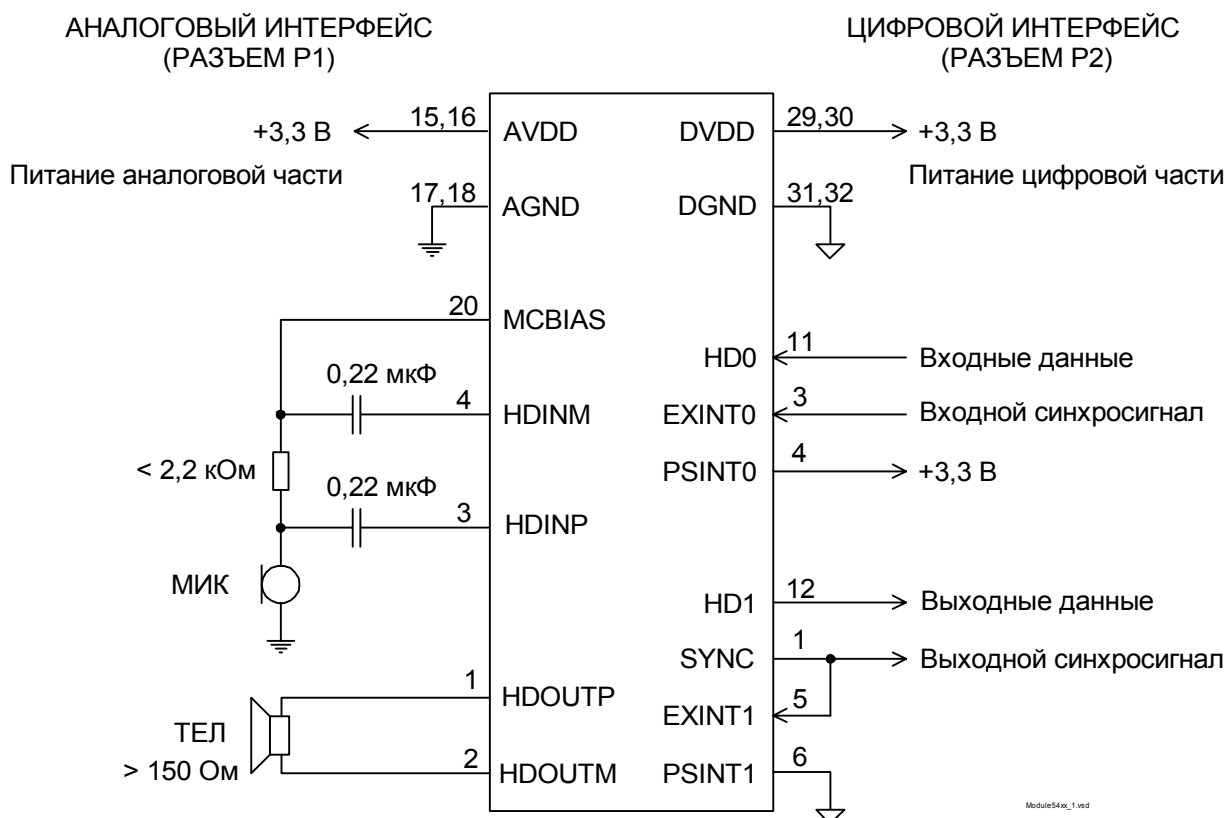 АНАЛОГОВЫЙ ИНТЕРФЕЙС
(РАЗЪЕМ P1)
ЦИФРОВОЙ ИНТЕРФЕЙС
(РАЗЪЕМ P2)
+3,3 В
15,16
AVDD
DVDD
29,30
+3,3 В
Питание аналоговой части
Питание цифровой части
17,18
AGND
DGND
31,32
20
MCBIAS
HD0
11
Входные данные
0,22 мкФ
4
HDINM
EXINT0
3
Входной синхросигнал
< 2,2 кОм
PSINT0
4
+3,3 В
0,22 мкФ
3
HDINP
МИК
HD1
12
Выходные данные
SYNC
1
Выходной синхросигнал
1
HDOUTP
EXINT1
5
ТЕЛ
> 150 Ом
2
HDOUTM
PSINT1
6
Module54xx_1.vsd